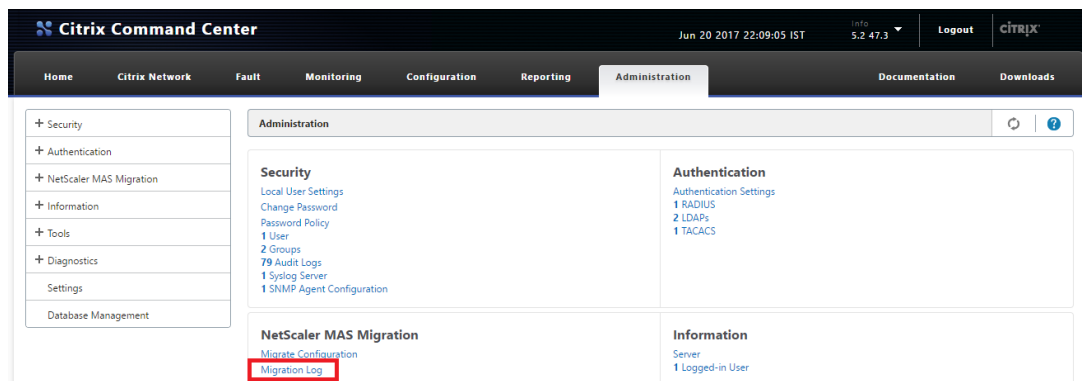 Citrix Command Center
Jun 20 2017 22:09:05 IST
Info
5.2 47.3
Logout
CITRIX
Home Citrix Network Fault Monitoring Configuration Reporting Administration Documentation Downloads
+ Security
+ Authentication
+ NetScaler MAS Migration
+ Information
+ Tools
+ Diagnostics
Settings
Database Management
Administration
?
Security
Local User Settings
Change Password
Password Policy
1 User
2 Groups
79 Audit Logs
1 Syslog Server
1 SNMP Agent Configuration
Authentication
Authentication Settings
1 RADIUS
2 LDAPs
1 TACACS
NetScaler MAS Migration
Migrate Configuration
Migration Log
Information
Server
1 Logged-in User